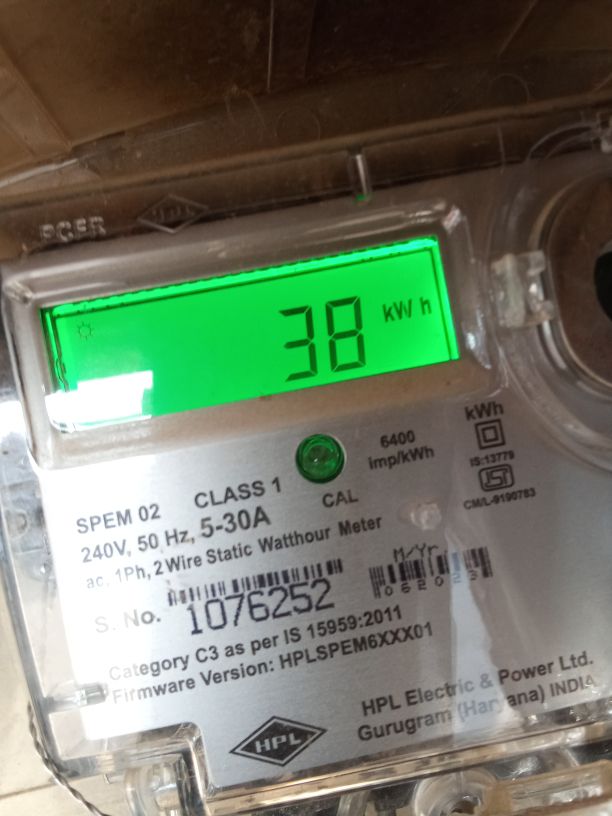 HPL
38 kW h
6400
imp/kWh
kWh
IS:13779
CM/L-9190783
CAL
SPEM 02 CLASS 1
240V, 50 Hz, 5-30A
ac, 1Ph, 2 Wire Static Watthour Meter
M/Yr.
062023
S. No. 1076252
Category C3 as per IS 15959:2011
Firmware Version: HPLSPEM6XXX01
HPL Electric & Power Ltd.
Gurugram (Haryana) INDIA
HPL